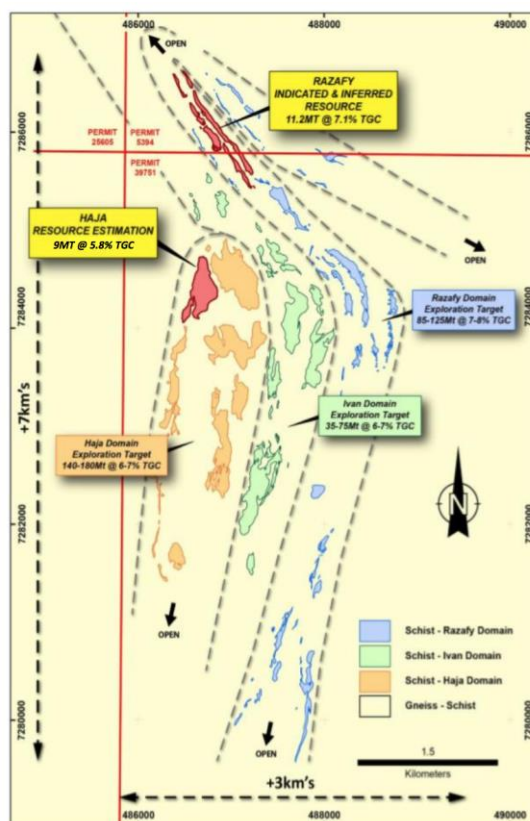 486000
488000
490000
OPEN
RAZAFY
INDICATED & INFERRED
RESOURCE
11.2MT @ 7.1% TGC
7286000
7286000
PERMIT
25605
PERMIT
5394
PERMIT
39751
HAJA
RESOURCE ESTIMATION
9MT @ 5.8% TGC
OPEN
7284000
7284000
Razafy Domain
Exploration Target
85-125Mt @ 7-8% TGC
+7km's
Ivan Domain
Exploration Target
35-75Mt @ 6-7% TGC
Haja Domain
Exploration Target
140-180Mt @ 6-7% TGC
N
7282000
7282000
OPEN
Schist - Razafy Domain
Schist - Ivan Domain
Schist - Haja Domain
Gneiss - Schist
7280000
7280000
OPEN
1.5
Kilometers
+3km's
486000
488000
490000